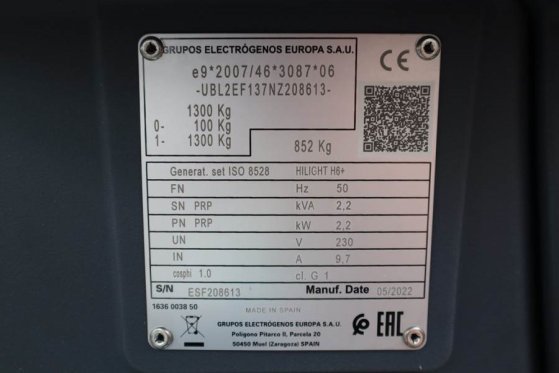 GRUPOS ELECTRÓGENOS EUROPA S.A.U.
e9*2007/46*3087*06
-UBL2EF137NZ208613-
1300 Kg
0- 100 Kg
1- 1300 Kg
852 Kg
CE
Generat. set ISO 8528 HILIGHT H6+
FN Hz 50
SN PRP kVA 2,2
PN PRP kW 2,2
UN V 230
IN A 9,7
cosphi 1.0 cl. G 1
S/N ESF208613 Manuf. Date 05/2022
1636 0038 50
MADE IN SPAIN
GRUPOS ELECTRÓGENOS EUROPA S.A.U.
Polígono Pitarco II, Parcela 20
50450 Muel (Zaragoza) SPAIN
EAC